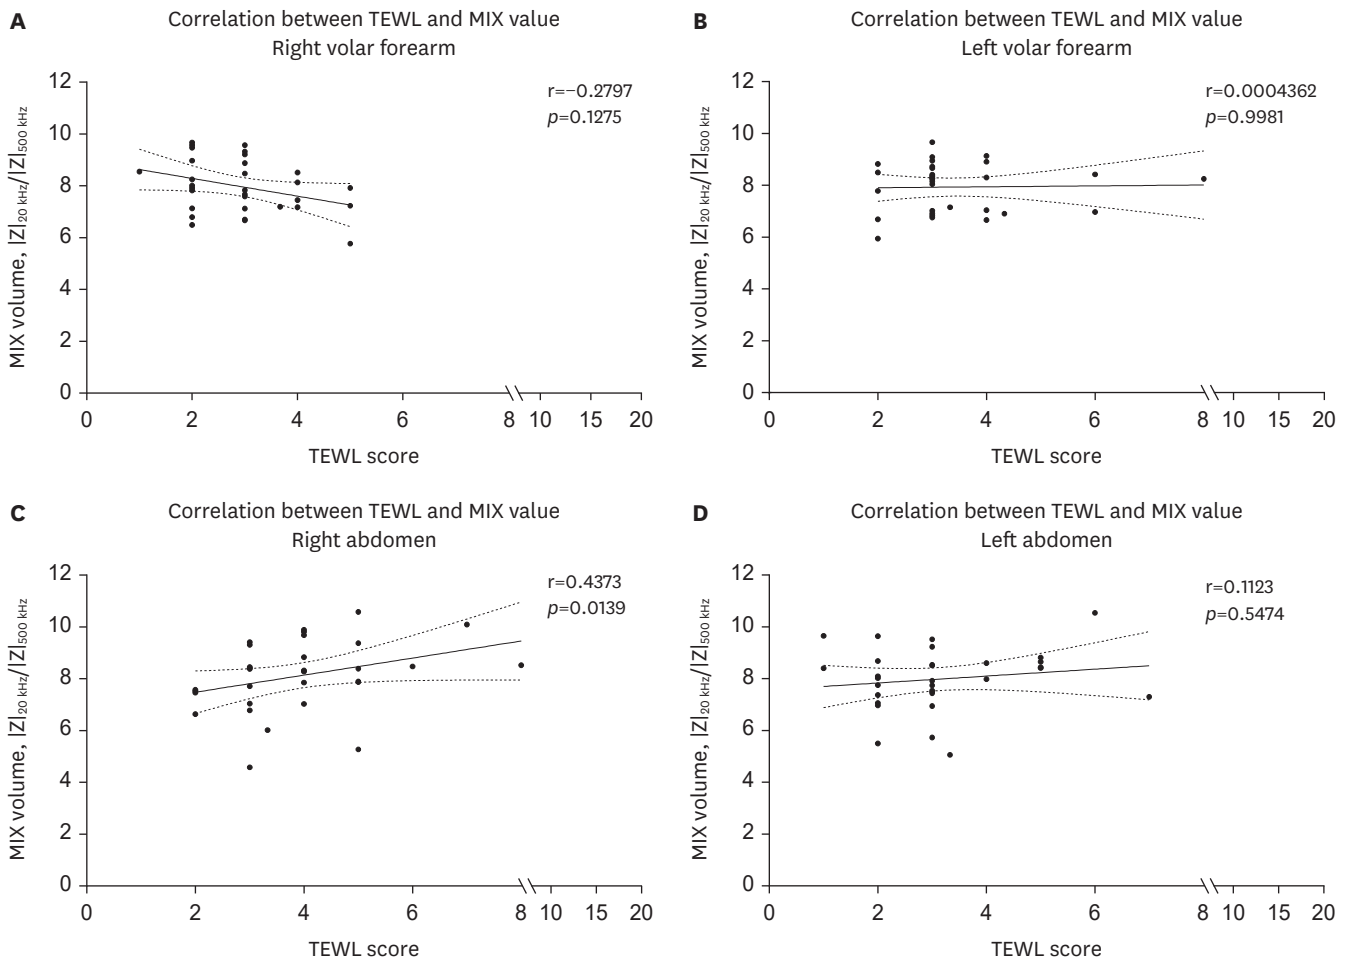 A
Correlation between TEWL and MIX value
Right volar forearm
r=−0.2797
p=0.1275
MIX volume, |Z|20 kHz/|Z|500 kHz
12
10
8
6
4
2
0
0 2 4 6 8 10 15 20
TEWL score
B
Correlation between TEWL and MIX value
Left volar forearm
r=0.0004362
p=0.9981
MIX volume, |Z|20 kHz/|Z|500 kHz
12
10
8
6
4
2
0
0 2 4 6 8 10 15 20
TEWL score
C
Correlation between TEWL and MIX value
Right abdomen
r=0.4373
p=0.0139
MIX volume, |Z|20 kHz/|Z|500 kHz
12
10
8
6
4
2
0
0 2 4 6 8 10 15 20
TEWL score
D
Correlation between TEWL and MIX value
Left abdomen
r=0.1123
p=0.5474
MIX volume, |Z|20 kHz/|Z|500 kHz
12
10
8
6
4
2
0
0 2 4 6 8 10 15 20
TEWL score